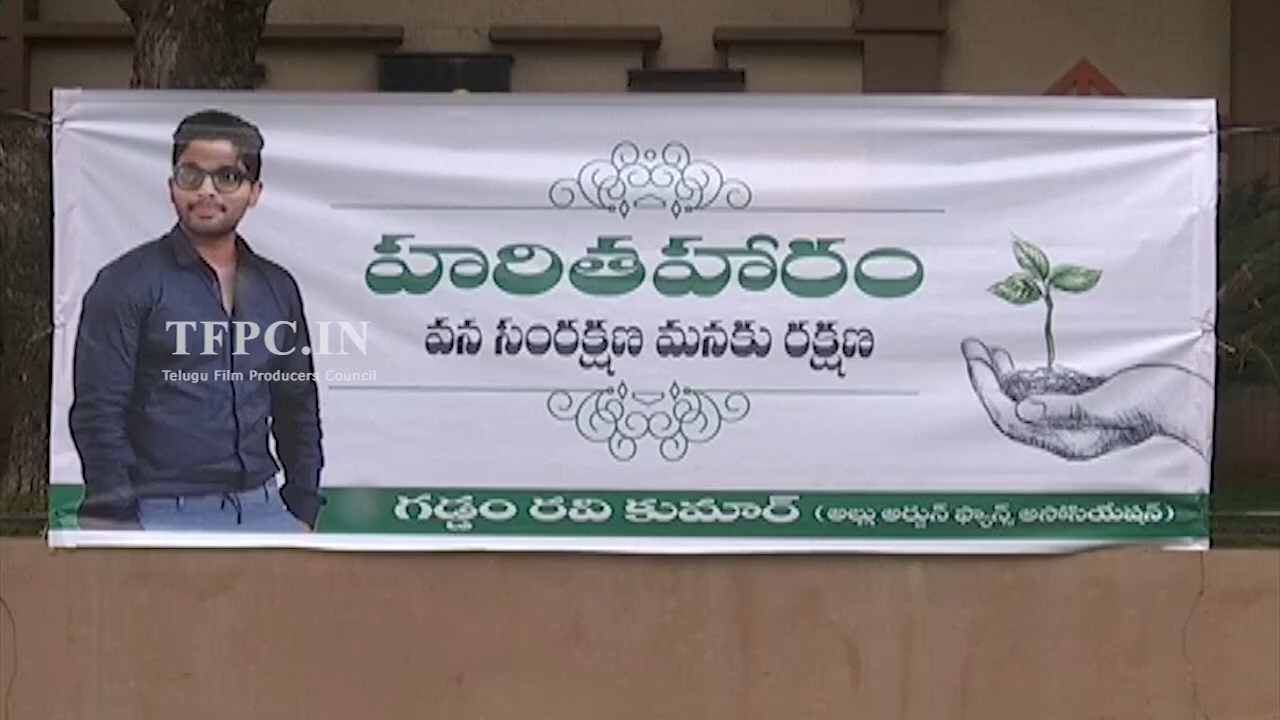 హరితహారం
వన సంరక్షణ మనకు రక్షణ
TFPC.IN
Telugu Film Producers Council
గడ్డం రవి కుమార్ (అల్లు అర్జున్ ఫ్యాన్స్ అసోసియేషన్)